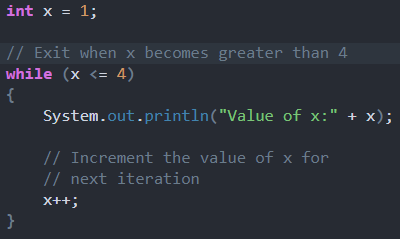 int x = 1;
// Exit when x becomes greater than 4
while (x <= 4)
{
System.out.println("Value of x:" + x);
// Increment the value of x for
// next iteration
x++;
}